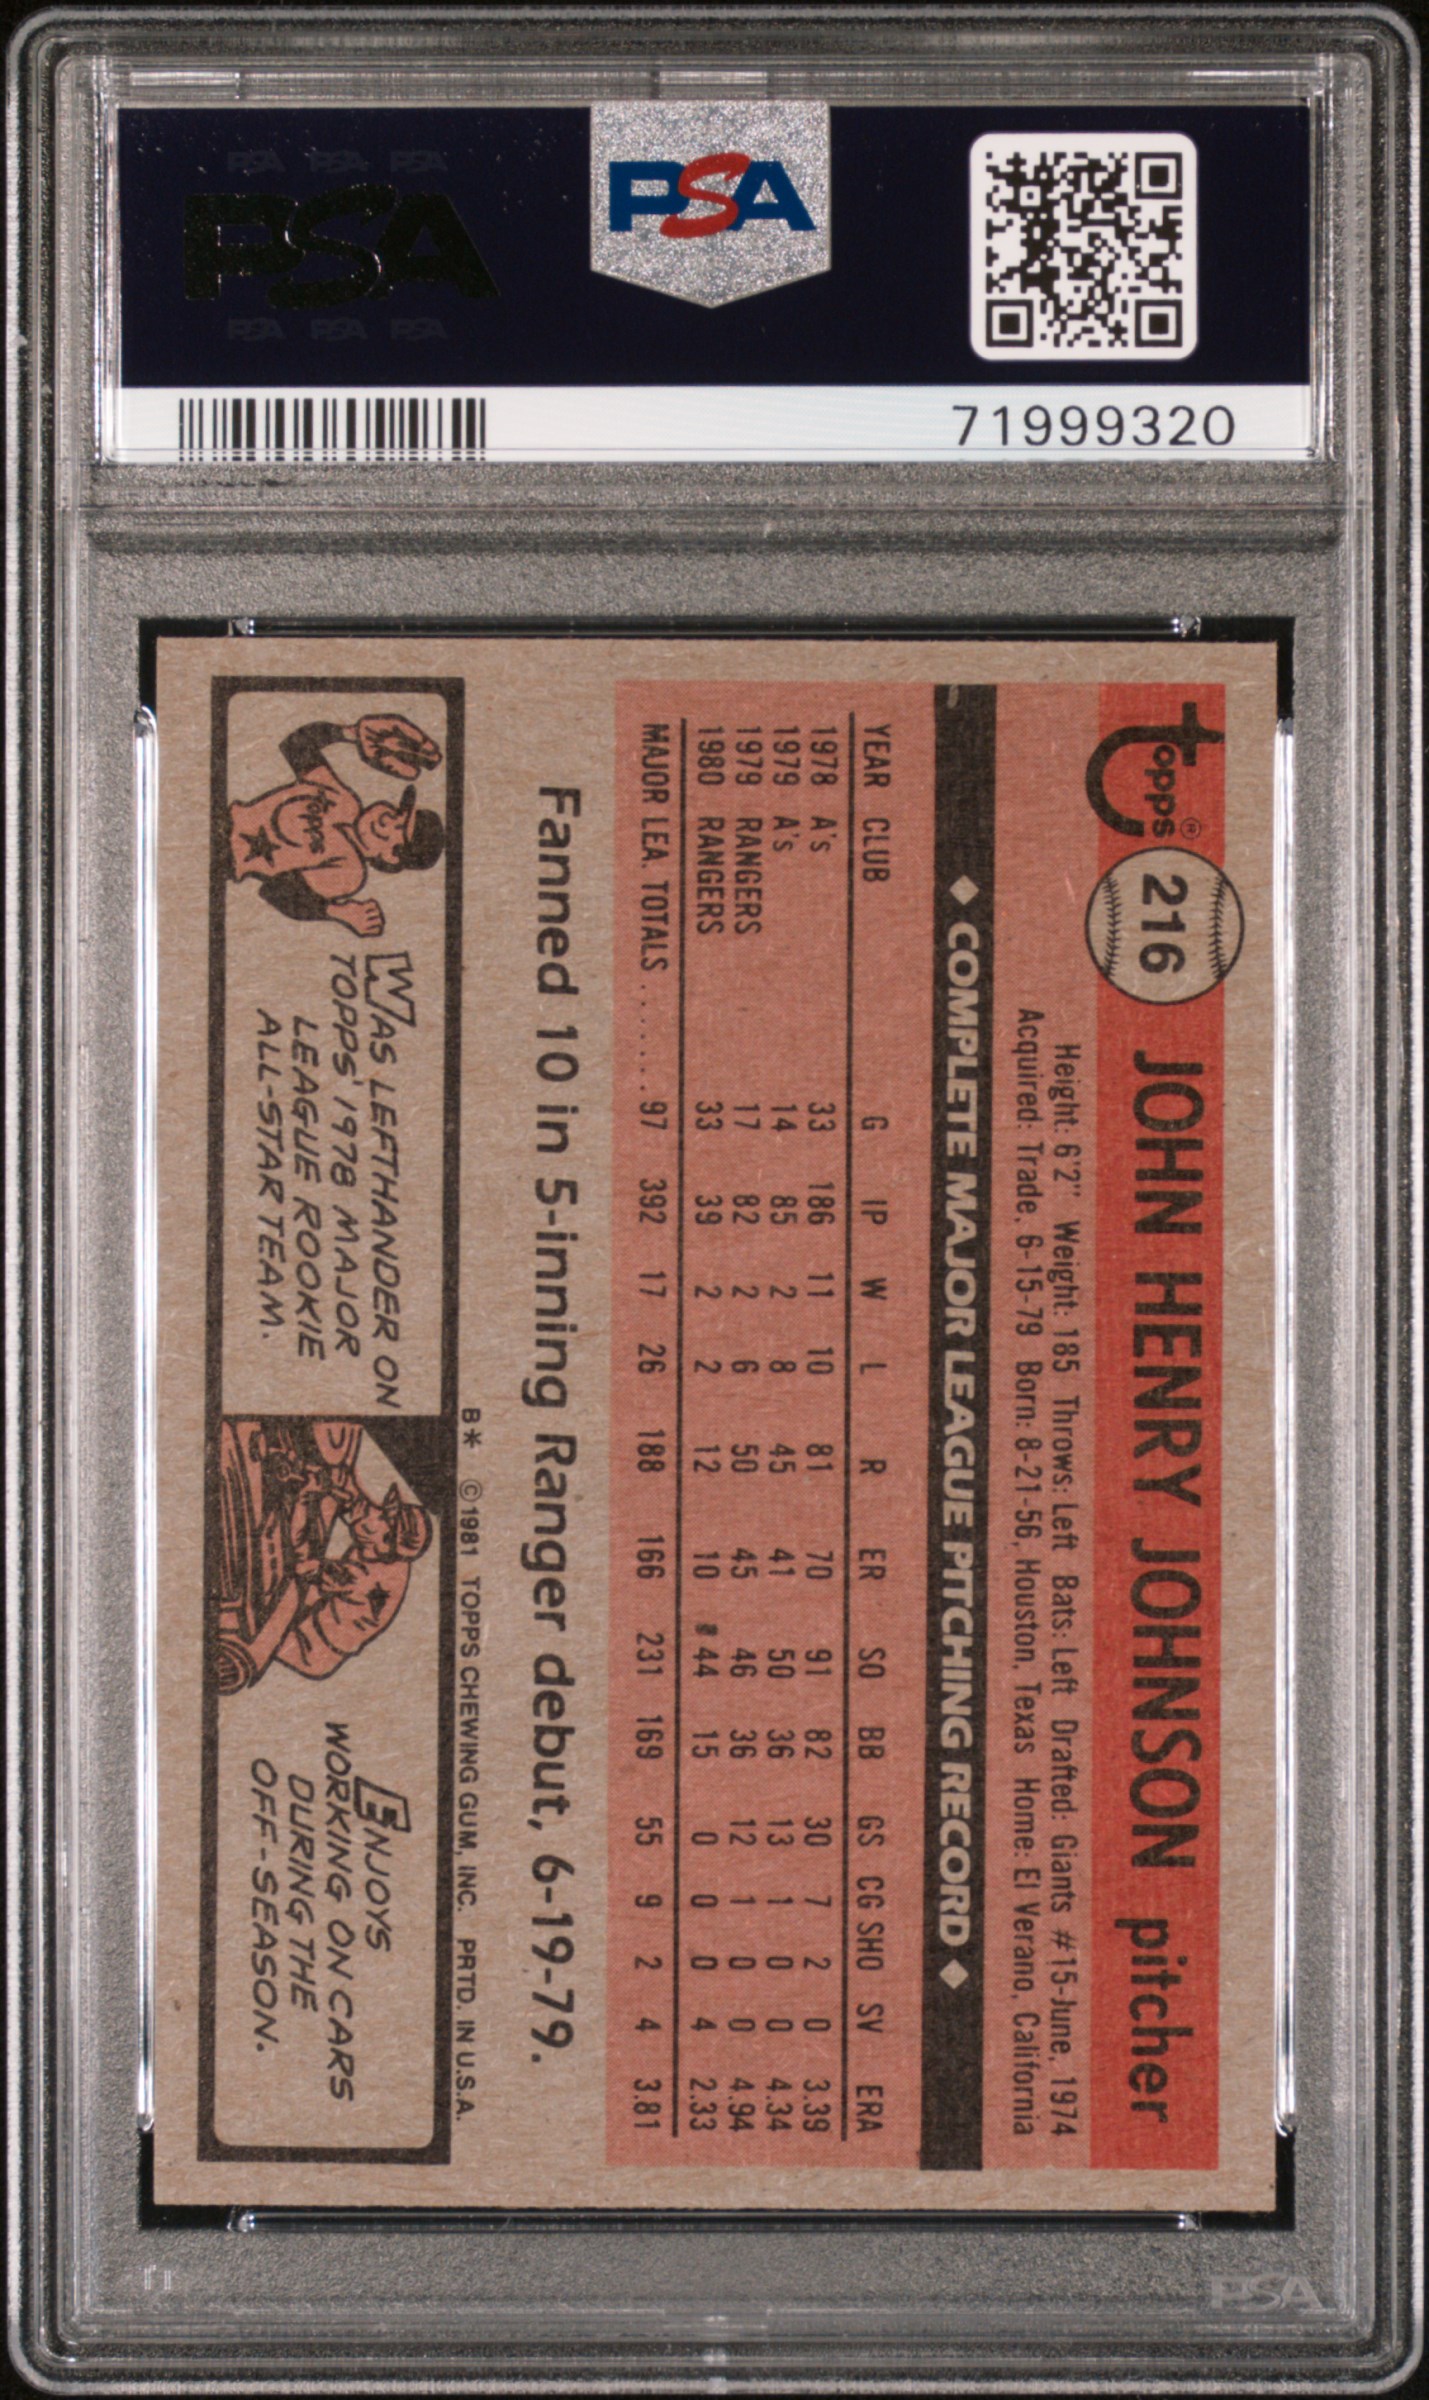 PSA PSA PSA
PSA
PSA PSA PSA
PSA
71999320
topps®
216 JOHN HENRY JOHNSON pitcher
Height: 6'2" Weight: 185 Throws: Left Bats: Left Drafted: Giants #15-June, 1974
Acquired: Trade, 6-15-79 Born: 8-21-56, Houston, Texas Home: El Verano, California
◆ COMPLETE MAJOR LEAGUE PITCHING RECORD ◆
YEAR CLUB G IP W L R ER SO BB GS CG SHO SV ERA
1978 A's 33 186 11 10 81 70 91 82 30 7 2 0 3.39
1979 A's 14 85 2 8 45 41 50 36 13 1 0 0 4.34
1979 RANGERS 17 82 2 6 50 45 46 36 12 1 0 0 4.94
1980 RANGERS 33 39 2 2 12 10 44 15 0 0 0 4 2.33
MAJOR LEA. TOTALS ....... 97 392 17 26 188 166 231 169 55 9 2 4 3.81
Fanned 10 in 5-inning Ranger debut, 6-19-79.
B* ©1981 TOPPS CHEWING GUM, INC. PRTD. IN U.S.A.
Topps
WAS LEFTHANDER ON
TOPPS' 1978 MAJOR
LEAGUE ROOKIE
ALL-STAR TEAM.
ENJOYS
WORKING ON CARS
DURING THE
OFF-SEASON.
PSA